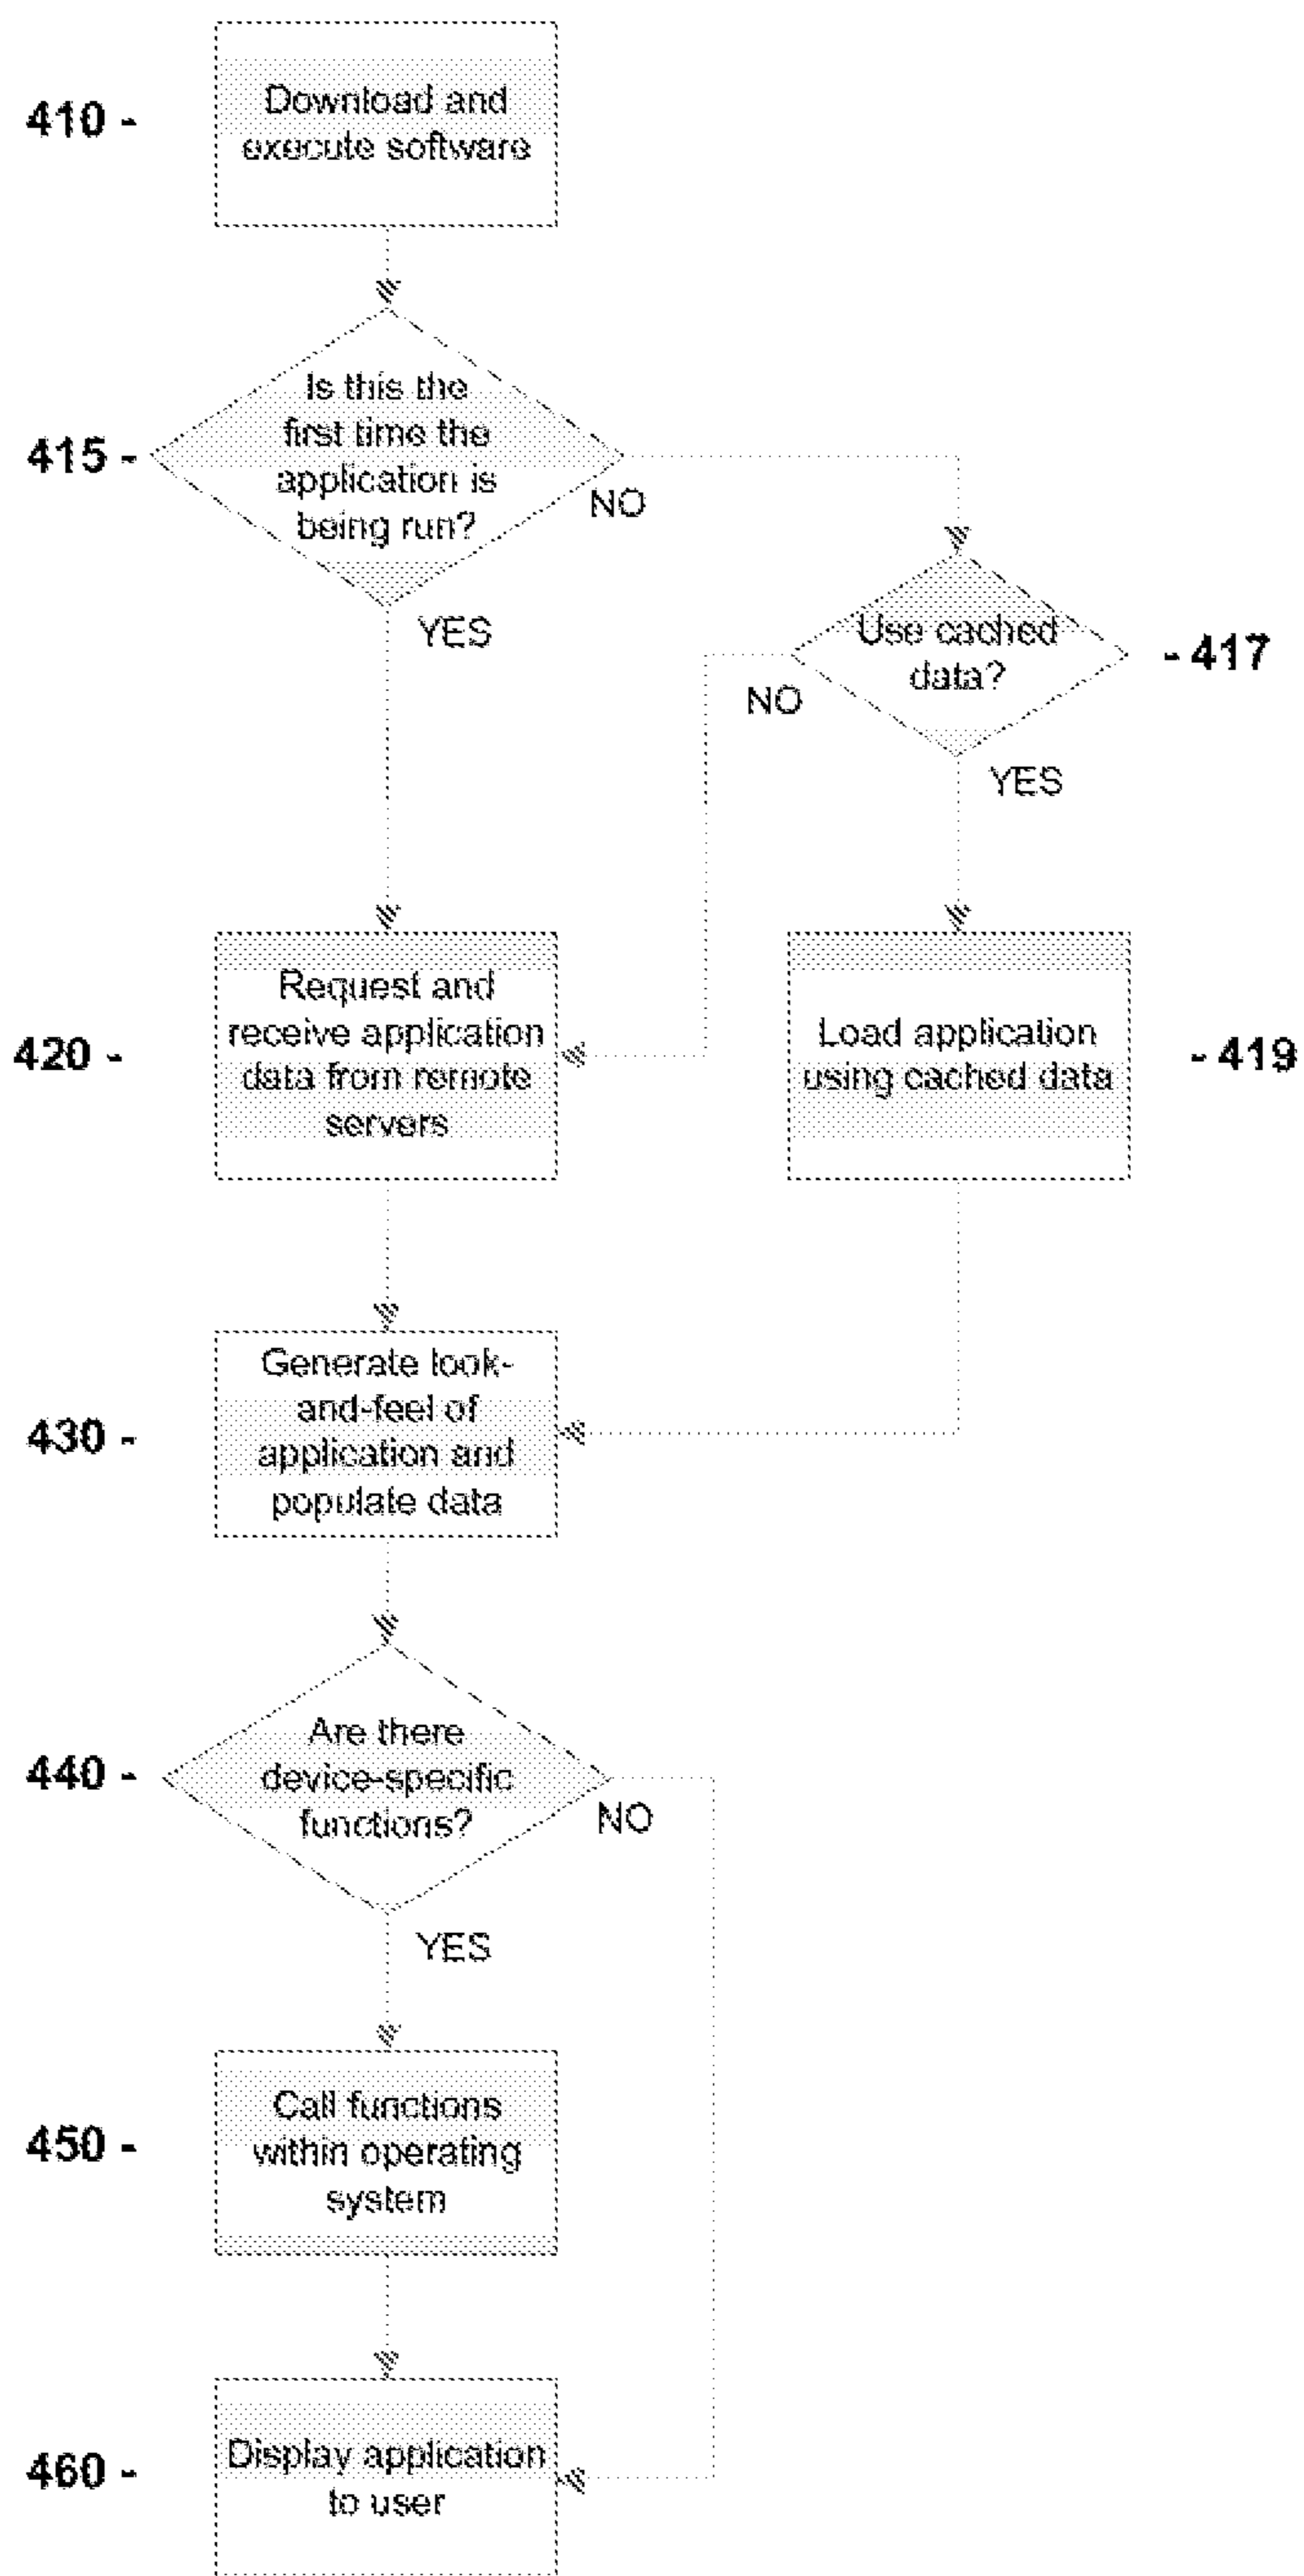 410 -
Download and
execute software
415 -
Is this the
first time the
application is
being run?
NO
YES
Use cached
data?
- 417
NO
YES
420 -
Request and
receive application
data from remote
servers
Load application
using cached data
- 419
430 -
Generate look-
and-feel of
application and
populate data
440 -
Are there
device-specific
functions?
NO
YES
450 -
Call functions
within operating
system
460 -
Display application
to user